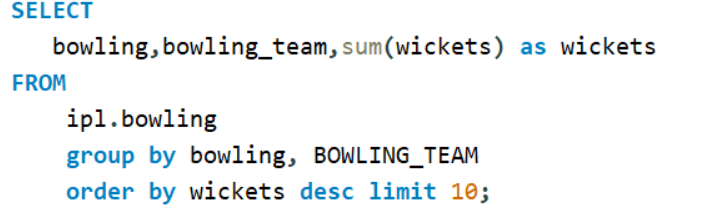 SELECT
bowling,bowling_team,sum(wickets) as wickets
FROM
ipl.bowling
group by bowling, BOWLING_TEAM
order by wickets desc limit 10;